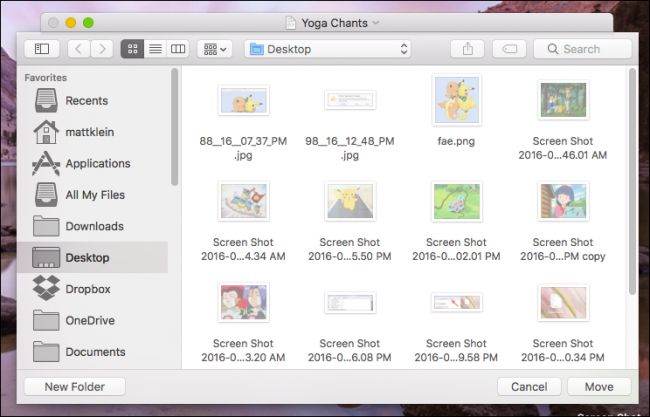 Yoga Chants
Desktop
Search
Favorites
Recents
mattklein
Applications
All My Files
Downloads
Desktop
Dropbox
OneDrive
Documents
88__16__07_37_PM
.jpg
98__16__12_48_PM
.jpg
fae.png
Screen Shot
2016-0...46.01 AM
Screen Shot
2016-0...4.34 AM
Screen Shot
2016-0...5.50 PM
Screen Shot
2016-0...02.01 PM
Screen Shot
2016-0...PM copy
Screen Shot
2016-0...3.20 AM
Screen Shot
2016-0...6.08 PM
Screen Shot
2016-0...9.58 PM
Screen Shot
2016-0...0.34 PM
New Folder
Cancel
Move